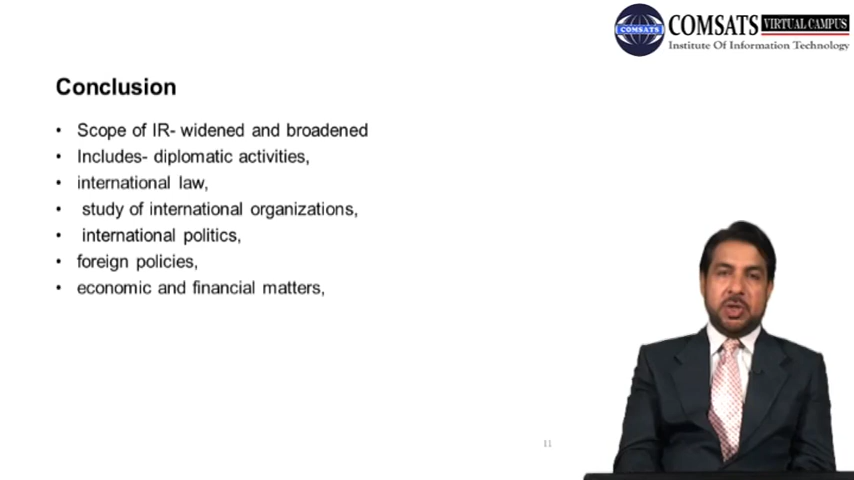 COMSATS
COMSATS VIRTUAL CAMPUS
Institute Of Information Technology
Conclusion
• Scope of IR- widened and broadened
• Includes- diplomatic activities,
• international law,
• study of international organizations,
• international politics,
• foreign policies,
• economic and financial matters,
11